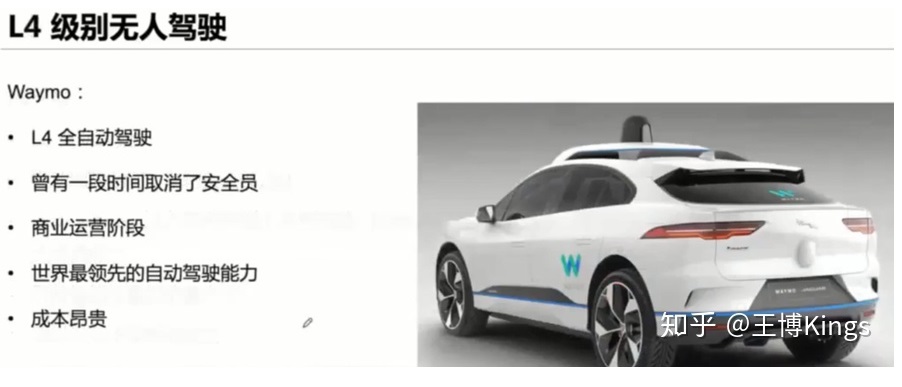 L4 级别无人驾驶
Waymo：
• L4 全自动驾驶
• 曾有一段时间取消了安全员
• 商业运营阶段
• 世界最领先的自动驾驶能力
• 成本昂贵
W
知乎 @王博Kings